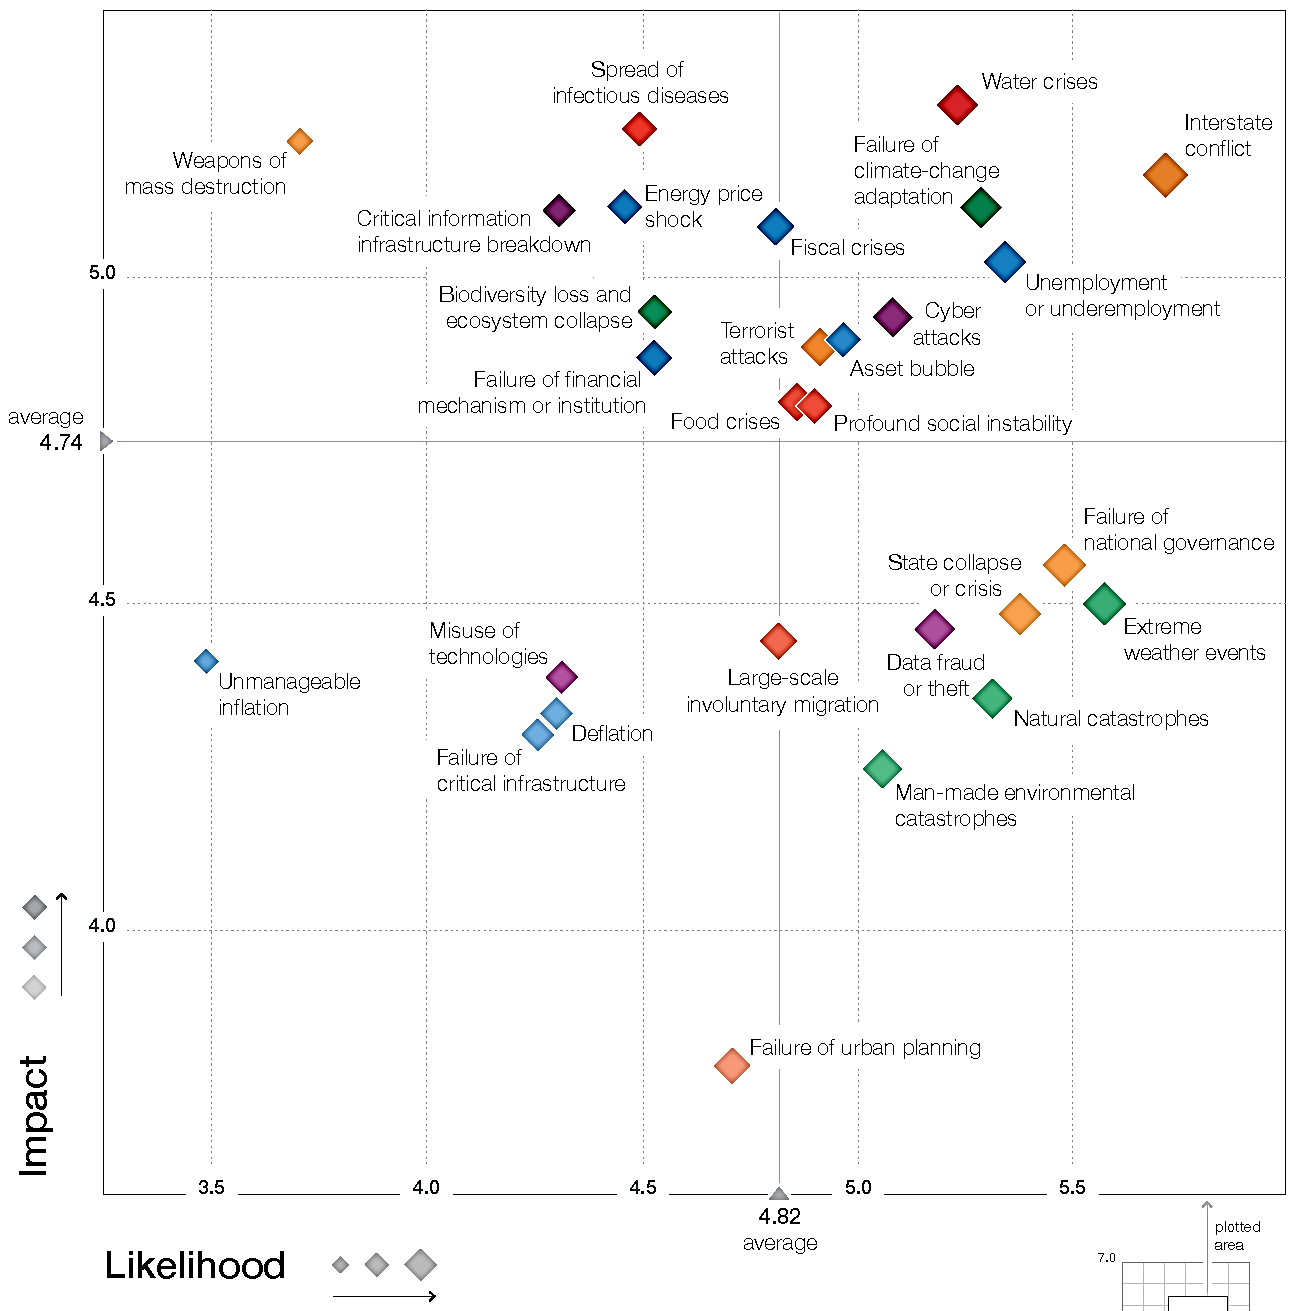 Spread of
infectious diseases
Water crises
Interstate
conflict
Weapons of
mass destruction
Failure of
climate-change
adaptation
Critical information
infrastructure breakdown
Energy price
shock
Fiscal crises
5.0
Unemployment
or underemployment
Biodiversity loss and
ecosystem collapse
Terrorist
attacks
Cyber
attacks
Asset bubble
Failure of financial
mechanism or institution
Food crises
Profound social instability
average
4.74
Failure of
national governance
State collapse
or crisis
4.5
Extreme
weather events
Misuse of
technologies
Data fraud
or theft
Large-scale
involuntary migration
Unmanageable
inflation
Natural catastrophes
Deflation
Failure of
critical infrastructure
Man-made environmental
catastrophes
4.0
Failure of urban planning
Impact
3.5
4.0
4.5
5.0
5.5
4.82
average
Likelihood
plotted
area
7.0